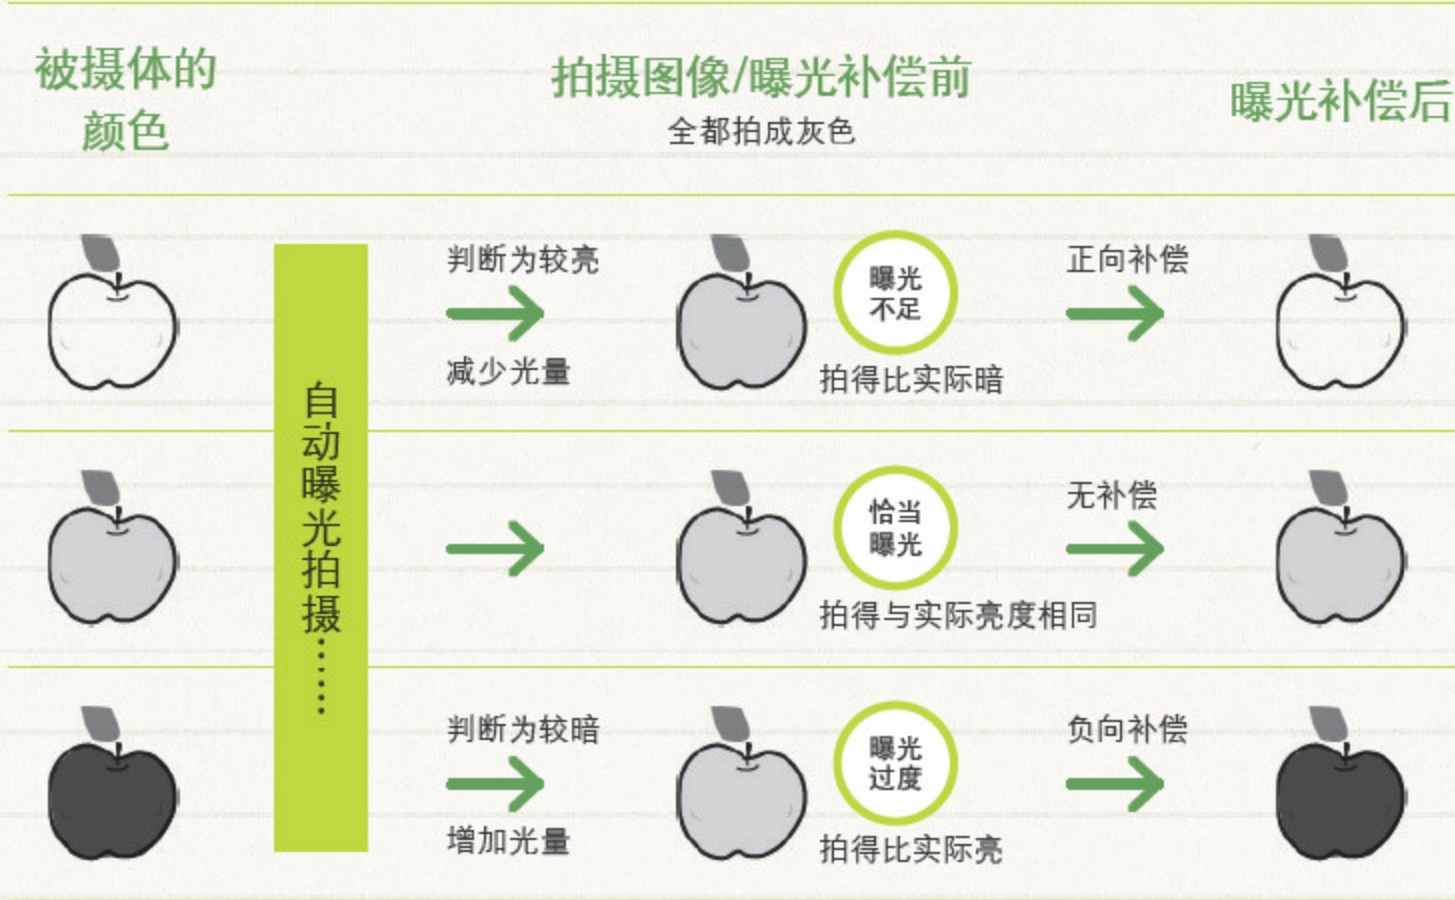 被摄体的
颜色
拍摄图像/曝光补偿前
全都拍成灰色
曝光补偿后
自动曝光拍摄……
判断为较亮
减少光量
曝光
不足
拍得比实际暗
正向补偿
恰当
曝光
拍得与实际亮度相同
无补偿
判断为较暗
增加光量
曝光
过度
拍得比实际亮
负向补偿